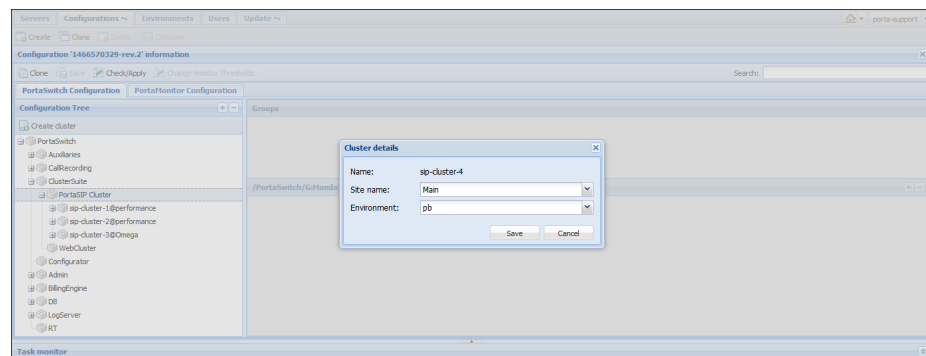 Servers Configurations Environments Users Update porta-support
Create Clone Details Compare
Configuration '1466570329-rev.2' information
Clone Save Check/Apply Change Monitor Thresholds Search:
PortaSwitch Configuration PortaMonitor Configuration
Configuration Tree Groups
Create cluster
PortaSwitch
Auxiliaries
CallRecording
ClusterSuite
PortaSIP Cluster
sip-cluster-1@performance
sip-cluster-2@performance
sip-cluster-3@Omega
WebCluster
Configurator
Admin
BillingEngine
DB
LogServer
RT
/PortaSwitch/G:Manda
Cluster details
Name: sip-cluster-4
Site name: Main
Environment: pb
Save Cancel
Task monitor